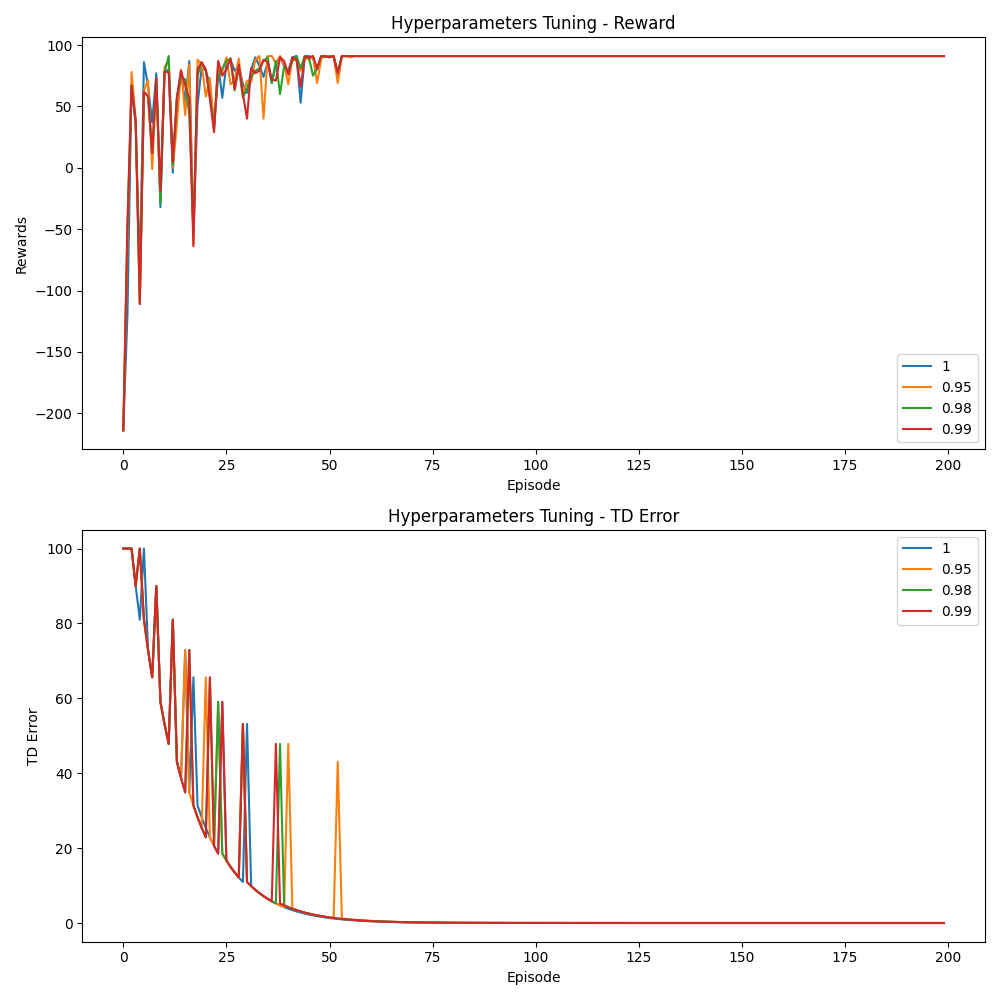 Hyperparameters Tuning - Reward
100
50
0
−50
−100
−150
−200
Rewards
0 25 50 75 100 125 150 175 200
Episode
1
0.95
0.98
0.99
Hyperparameters Tuning - TD Error
100
80
60
40
20
0
TD Error
0 25 50 75 100 125 150 175 200
Episode
1
0.95
0.98
0.99